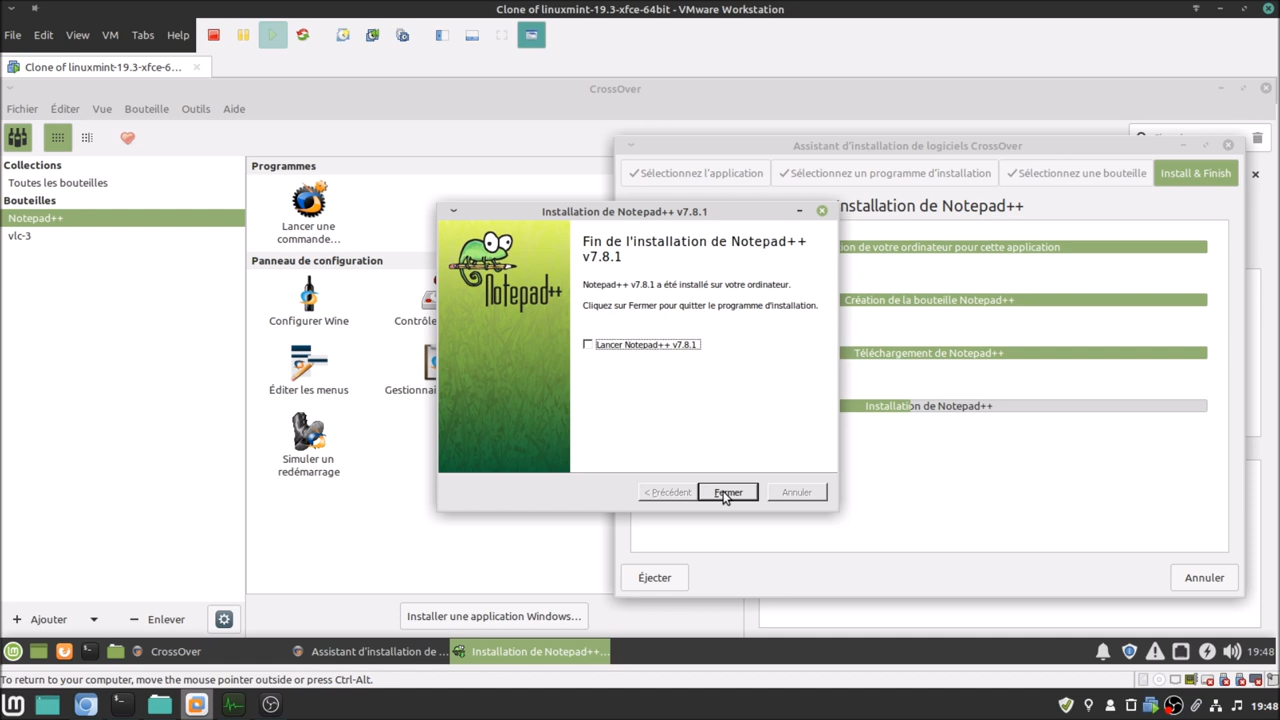 Clone of linuxmint-19.3-xfce-64bit - VMware Workstation
File Edit View VM Tabs Help
Clone of linuxmint-19.3-xfce-6...
CrossOver
Fichier Éditer Vue Bouteille Outils Aide
Collections
Toutes les bouteilles
Bouteilles
Notepad++
vlc-3
Programmes
Lancer une
commande...
Panneau de configuration
Configurer Wine
Contrôle
Éditer les menus
Gestionnai
Simuler un
redémarrage
Assistant d'installation de logiciels CrossOver
Sélectionnez l'application
Sélectionnez un programme d'installation
Sélectionnez une bouteille
Install & Finish
nstallation de Notepad++
ion de votre ordinateur pour cette application
Création de la bouteille Notepad++
Téléchargement de Notepad++
Installation de Notepad++
Installation de Notepad++ v7.8.1
Notepad++
Fin de l'installation de Notepad++
v7.8.1
Notepad++ v7.8.1 a été installé sur votre ordinateur.
Cliquez sur Fermer pour quitter le programme d'installation.
Lancer Notepad++ v7.8.1
< Précédent
Fermer
Annuler
Éjecter
Annuler
Ajouter
Enlever
Installer une application Windows...
CrossOver
Assistant d'installation de ...
Installation de Notepad++...
19:48
To return to your computer, move the mouse pointer outside or press Ctrl-Alt.
19:48